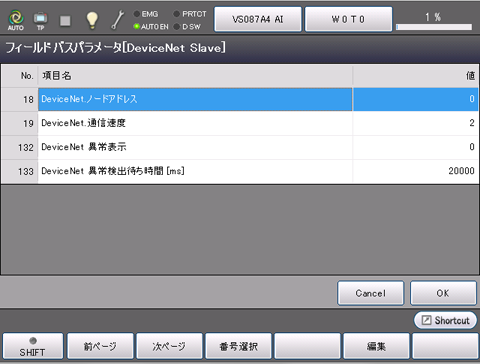 EMG PRTCT
AUTO TP AUTO EN D SW
VS087A4 AI W 0 T 0 1 %
フィールドバスパラメータ[DeviceNet Slave]
No. 項目名 値
18 DeviceNet.ノードアドレス 0
19 DeviceNet.通信速度 2
132 DeviceNet 異常表示 0
133 DeviceNet 異常検出待ち時間 [ms] 20000
Cancel OK
Shortcut
SHIFT 前ページ 次ページ 番号選択 編集